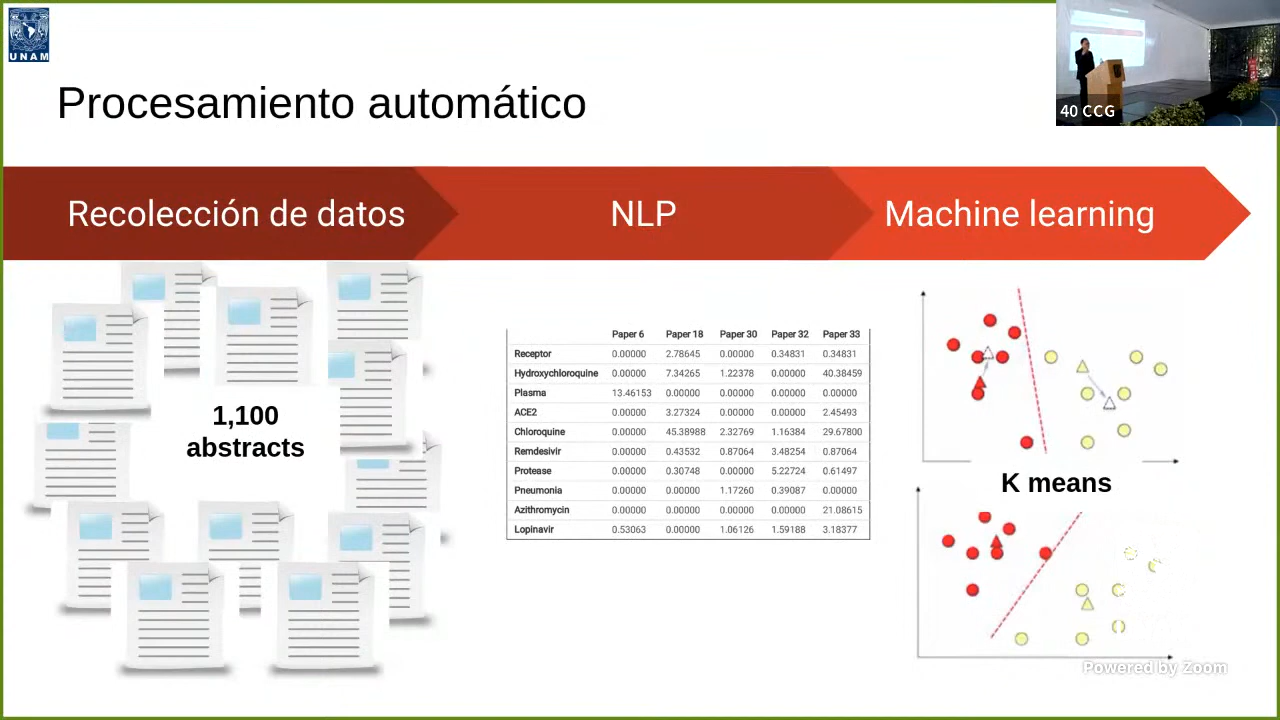 UNAM
40 CCG
Procesamiento automático
Recolección de datos
NLP
Machine learning
1,100
abstracts
Paper 6 Paper 18 Paper 30 Paper 32 Paper 33
Receptor 0.00000 2.78645 0.00000 0.34831 0.34831
Hydroxychloroquine 0.00000 7.34265 1.22378 0.00000 40.38459
Plasma 13.46153 0.00000 0.00000 0.00000 0.00000
ACE2 0.00000 3.27324 0.00000 0.00000 2.45493
Chloroquine 0.00000 45.38988 2.32769 1.16384 29.67800
Remdesivir 0.00000 0.43532 0.87064 3.48254 0.87064
Protease 0.00000 0.30748 0.00000 5.22724 0.61497
Pneumonia 0.00000 0.00000 1.17260 0.39087 0.00000
Azithromycin 0.00000 0.00000 0.00000 0.00000 21.08615
Lopinavir 0.53063 0.00000 1.06126 1.59188 3.18377
K means
Powered by Zoom